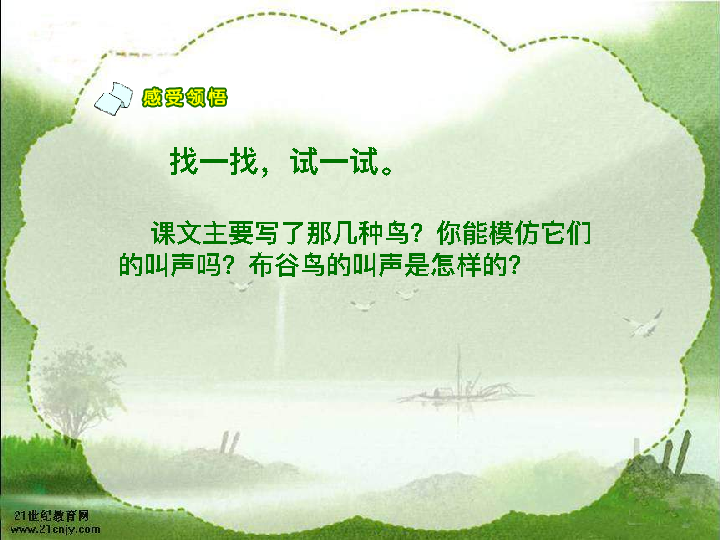 感受领悟
找一找，试一试。
课文主要写了那几种鸟？你能模仿它们
的叫声吗？布谷鸟的叫声是怎样的？
21世纪教育网
www.21cnjy.com